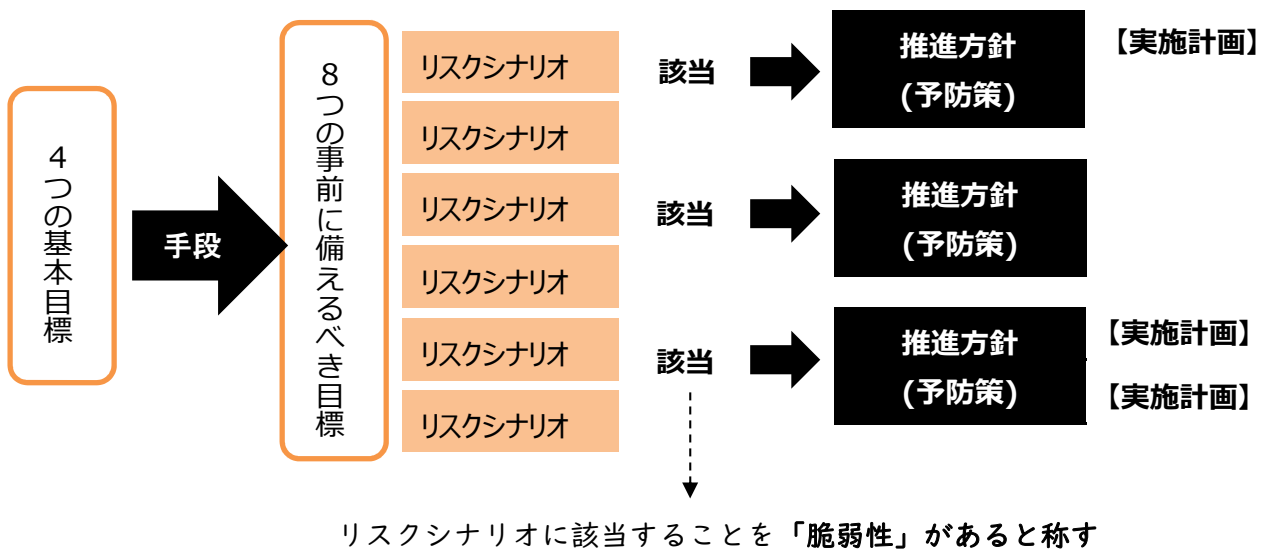 4つの基本目標
手段
8つの事前に備えるべき目標
リスクシナリオ
該当
推進方針
(予防策)
【実施計画】
リスクシナリオ
リスクシナリオ
該当
推進方針
(予防策)
リスクシナリオ
リスクシナリオ
該当
推進方針
(予防策)
【実施計画】
【実施計画】
リスクシナリオ
リスクシナリオに該当することを「脆弱性」があると称す